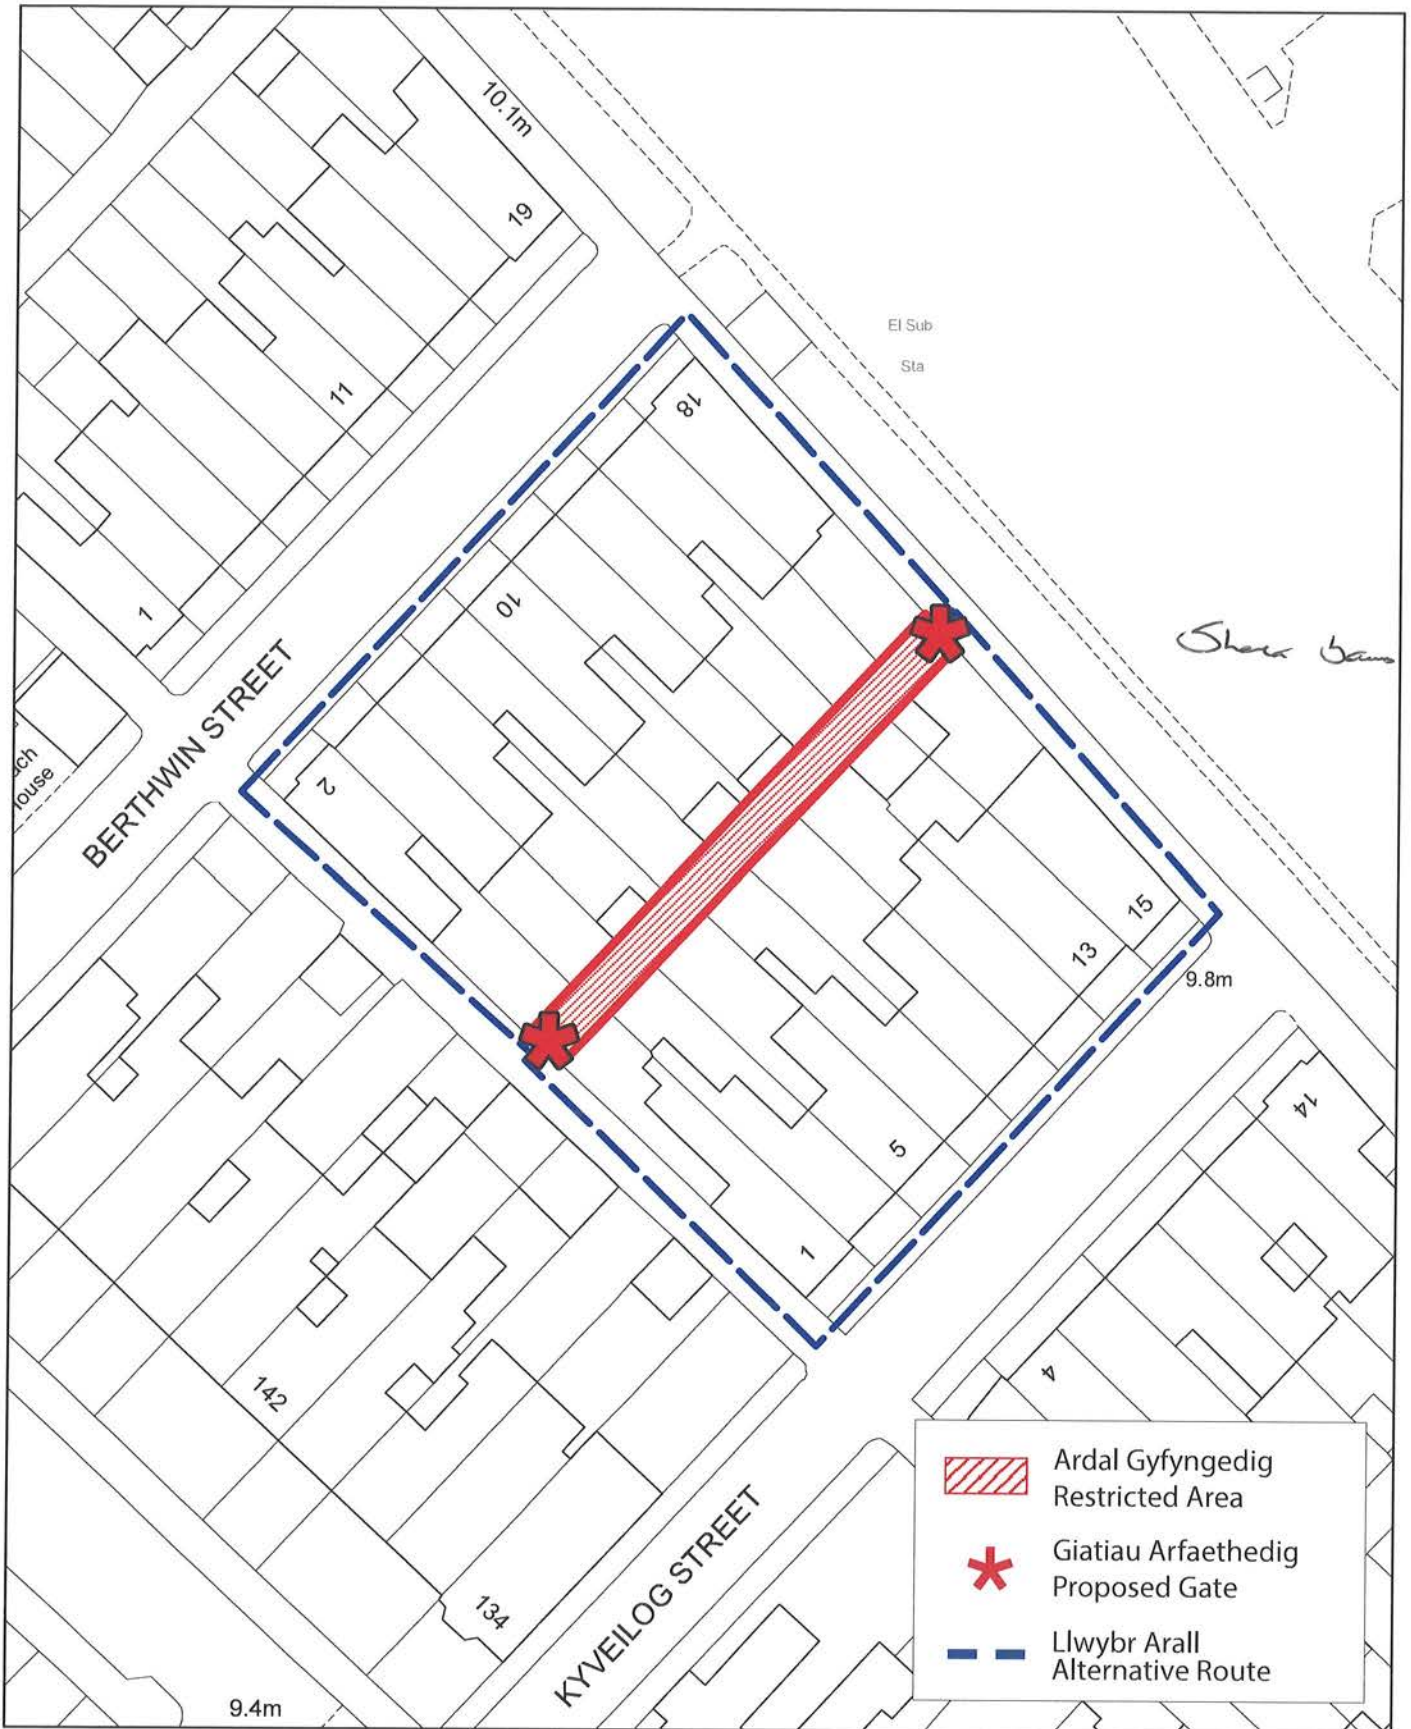 10.1m
19
El Sub
Sta
11
18
10
1
BERTHWIN STREET
2
ach
ouse
15
13
9.8m
14
5
1
4
142
134
KYVEILOG STREET
9.4m
Ardal Gyfyngedig
Restricted Area
Giatiau Arfaethedig
Proposed Gate
Llwybr Arall
Alternative Route